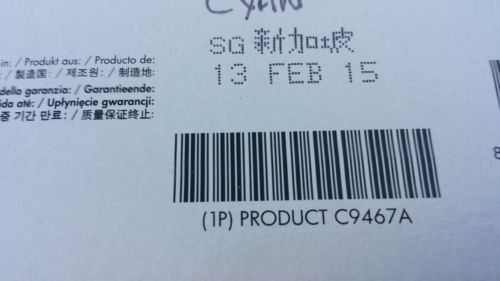 CYAN
in: / Produkt aus: / Producto de:
: / 製造国: / 제조원: / 制造地:
della garanzia: / Garantieende:
ida até: / Upłynięcie gwarancji:
증 기간 만료: / 质量保证终止:
SG 新加坡
13 FEB 15
(1P) PRODUCT C9467A
8